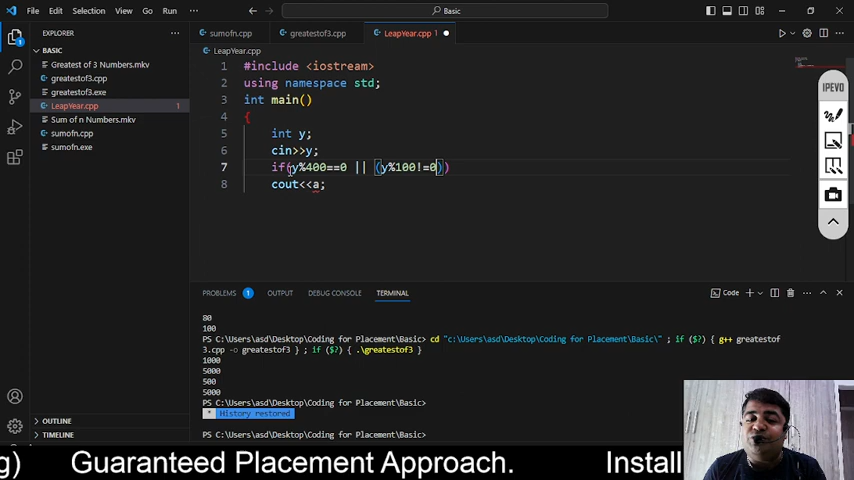 File Edit Selection View Go Run ...
Basic
EXPLORER
BASIC
Greatest of 3 Numbers.mkv
greatestof3.cpp
greatestof3.exe
LeapYear.cpp 1
Sum of n Numbers.mkv
sumofn.cpp
sumofn.exe
OUTLINE
TIMELINE
sumofn.cpp greatestof3.cpp LeapYear.cpp 1
LeapYear.cpp
1 #include <iostream>
2 using namespace std;
3 int main()
4 {
5 int y;
6 cin>>y;
7 if(y%400==0 || (y%100!=0))
8 cout<<a;
IPEVO
PROBLEMS 1 OUTPUT DEBUG CONSOLE TERMINAL
Code
80
100
PS C:\Users\asd\Desktop\Coding for Placement\Basic> cd "c:\Users\asd\Desktop\Coding for Placement\Basic\" ; if ($?) { g++ greatestof
3.cpp -o greatestof3 } ; if ($?) { .\greatestof3 }
1000
5000
500
5000
PS C:\Users\asd\Desktop\Coding for Placement\Basic>
* History restored
PS C:\Users\asd\Desktop\Coding for Placement\Basic>
g) Guaranteed Placement Approach. Install